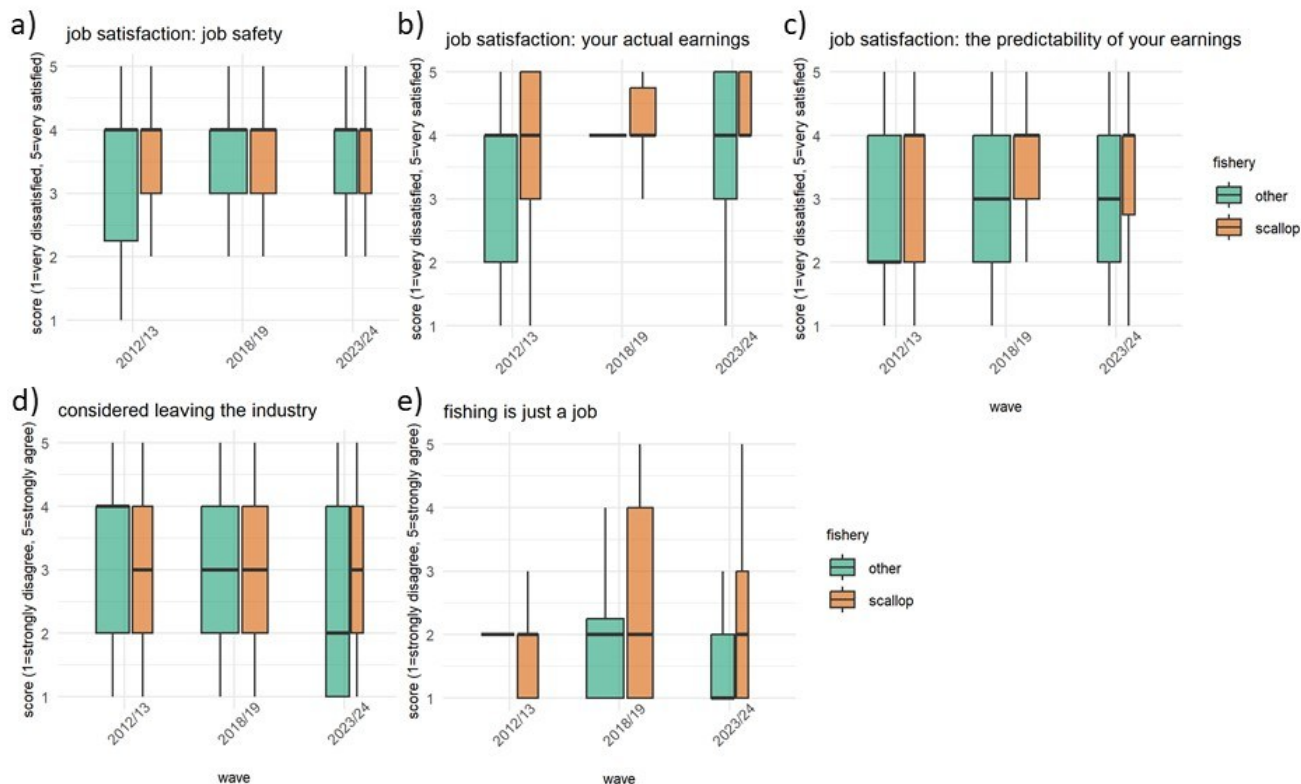 a)
job satisfaction: job safety
score (1=very dissatisfied, 5=very satisfied)
5
4
3
2
1
2012/13
2018/19
2023/24
b)
job satisfaction: your actual earnings
score (1=very dissatisfied, 5=very satisfied)
5
4
3
2
1
2012/13
2018/19
2023/24
c)
job satisfaction: the predictability of your earnings
score (1=very dissatisfied, 5=very satisfied)
5
4
3
2
1
2012/13
2018/19
2023/24
wave
fishery
other
scallop
d)
considered leaving the industry
score (1=strongly disagree, 5=strongly agree)
5
4
3
2
1
2012/13
2018/19
2023/24
wave
e)
fishing is just a job
score (1=strongly disagree, 5=strongly agree)
5
4
3
2
1
2012/13
2018/19
2023/24
wave
fishery
other
scallop